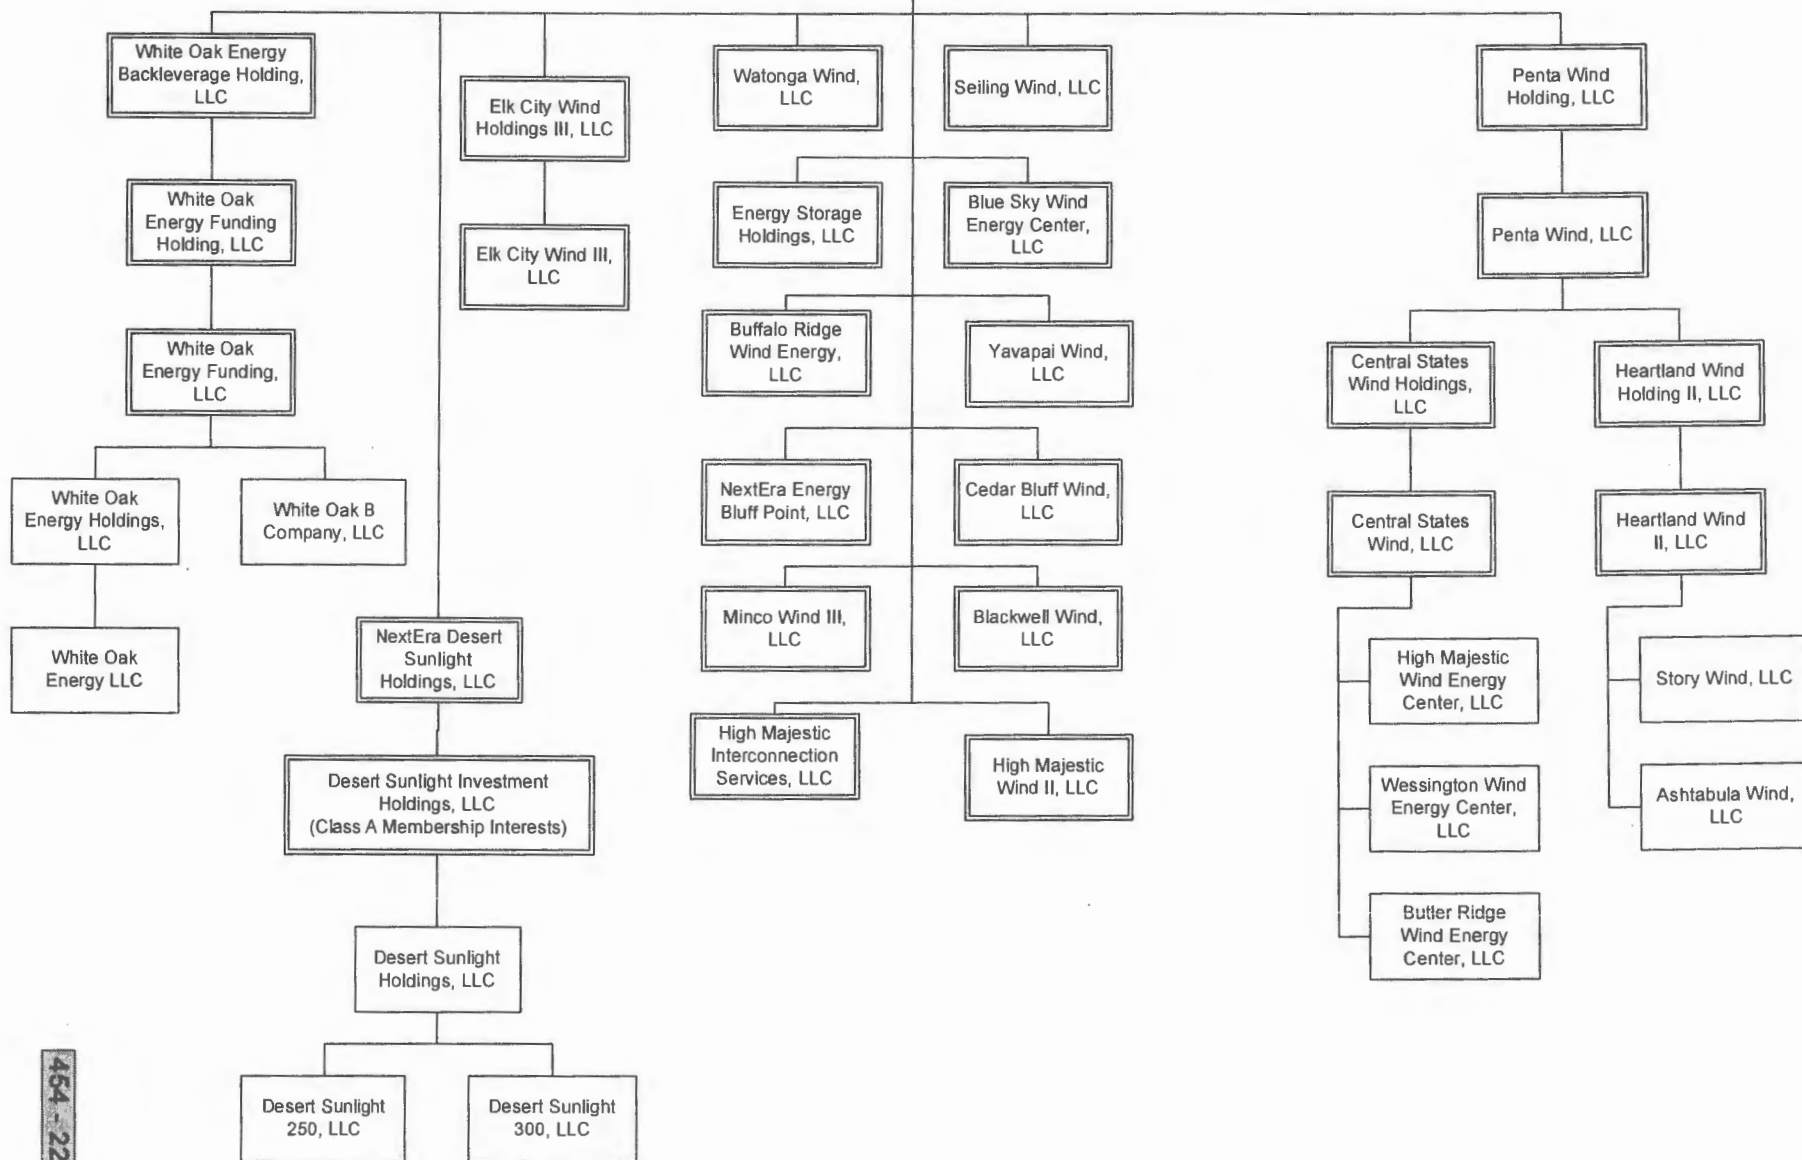 White Oak Energy
Backleverage Holding,
LLC
White Oak
Energy Funding
Holding, LLC
White Oak
Energy Funding,
LLC
White Oak
Energy Holdings,
LLC
White Oak B
Company, LLC
White Oak
Energy LLC
Elk City Wind
Holdings III, LLC
Elk City Wind III,
LLC
NextEra Desert
Sunlight
Holdings, LLC
Desert Sunlight Investment
Holdings, LLC
(Class A Membership Interests)
Desert Sunlight
Holdings, LLC
Desert Sunlight
250, LLC
Desert Sunlight
300, LLC
Watonga Wind,
LLC
Seiling Wind, LLC
Energy Storage
Holdings, LLC
Blue Sky Wind
Energy Center,
LLC
Buffalo Ridge
Wind Energy,
LLC
Yavapai Wind,
LLC
NextEra Energy
Bluff Point, LLC
Cedar Bluff Wind,
LLC
Minco Wind III,
LLC
Blackwell Wind,
LLC
High Majestic
Interconnection
Services, LLC
High Majestic
Wind II, LLC
Penta Wind
Holding, LLC
Penta Wind, LLC
Central States
Wind Holdings,
LLC
Heartland Wind
Holding II, LLC
Central States
Wind, LLC
Heartland Wind
II, LLC
High Majestic
Wind Energy
Center, LLC
Wessington Wind
Energy Center,
LLC
Butler Ridge
Wind Energy
Center, LLC
Story Wind, LLC
Ashtabula Wind,
LLC
454 - 22